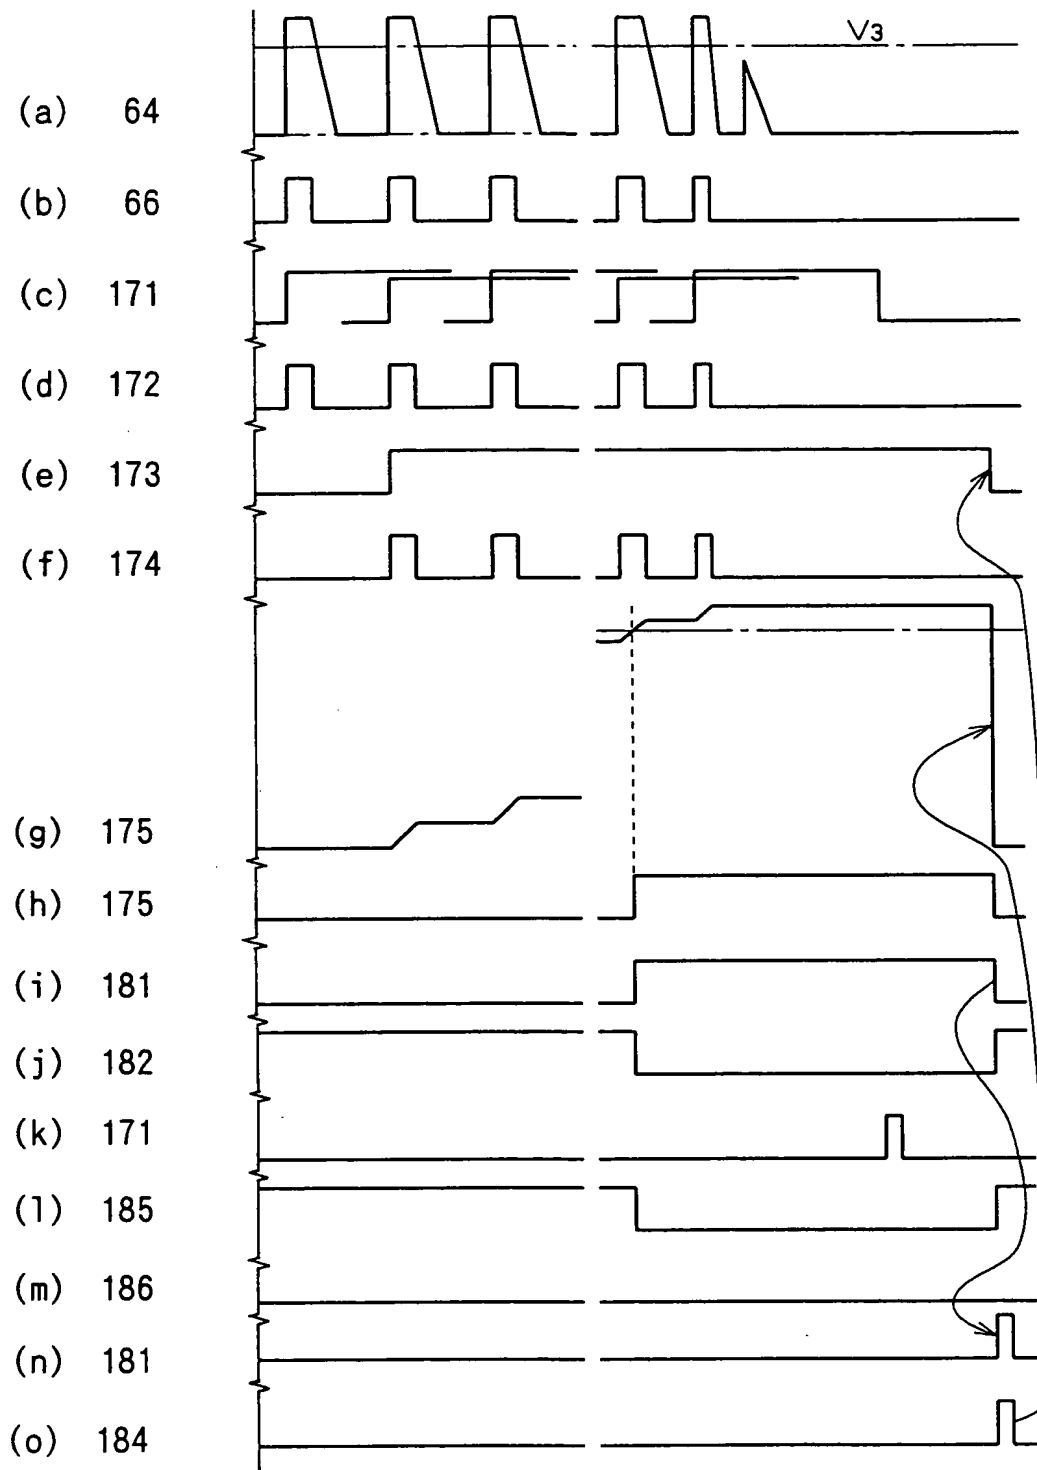 V3
(a) 64
(b) 66
(c) 171
(d) 172
(e) 173
(f) 174
(g) 175
(h) 175
(i) 181
(j) 182
(k) 171
(l) 185
(m) 186
(n) 181
(o) 184